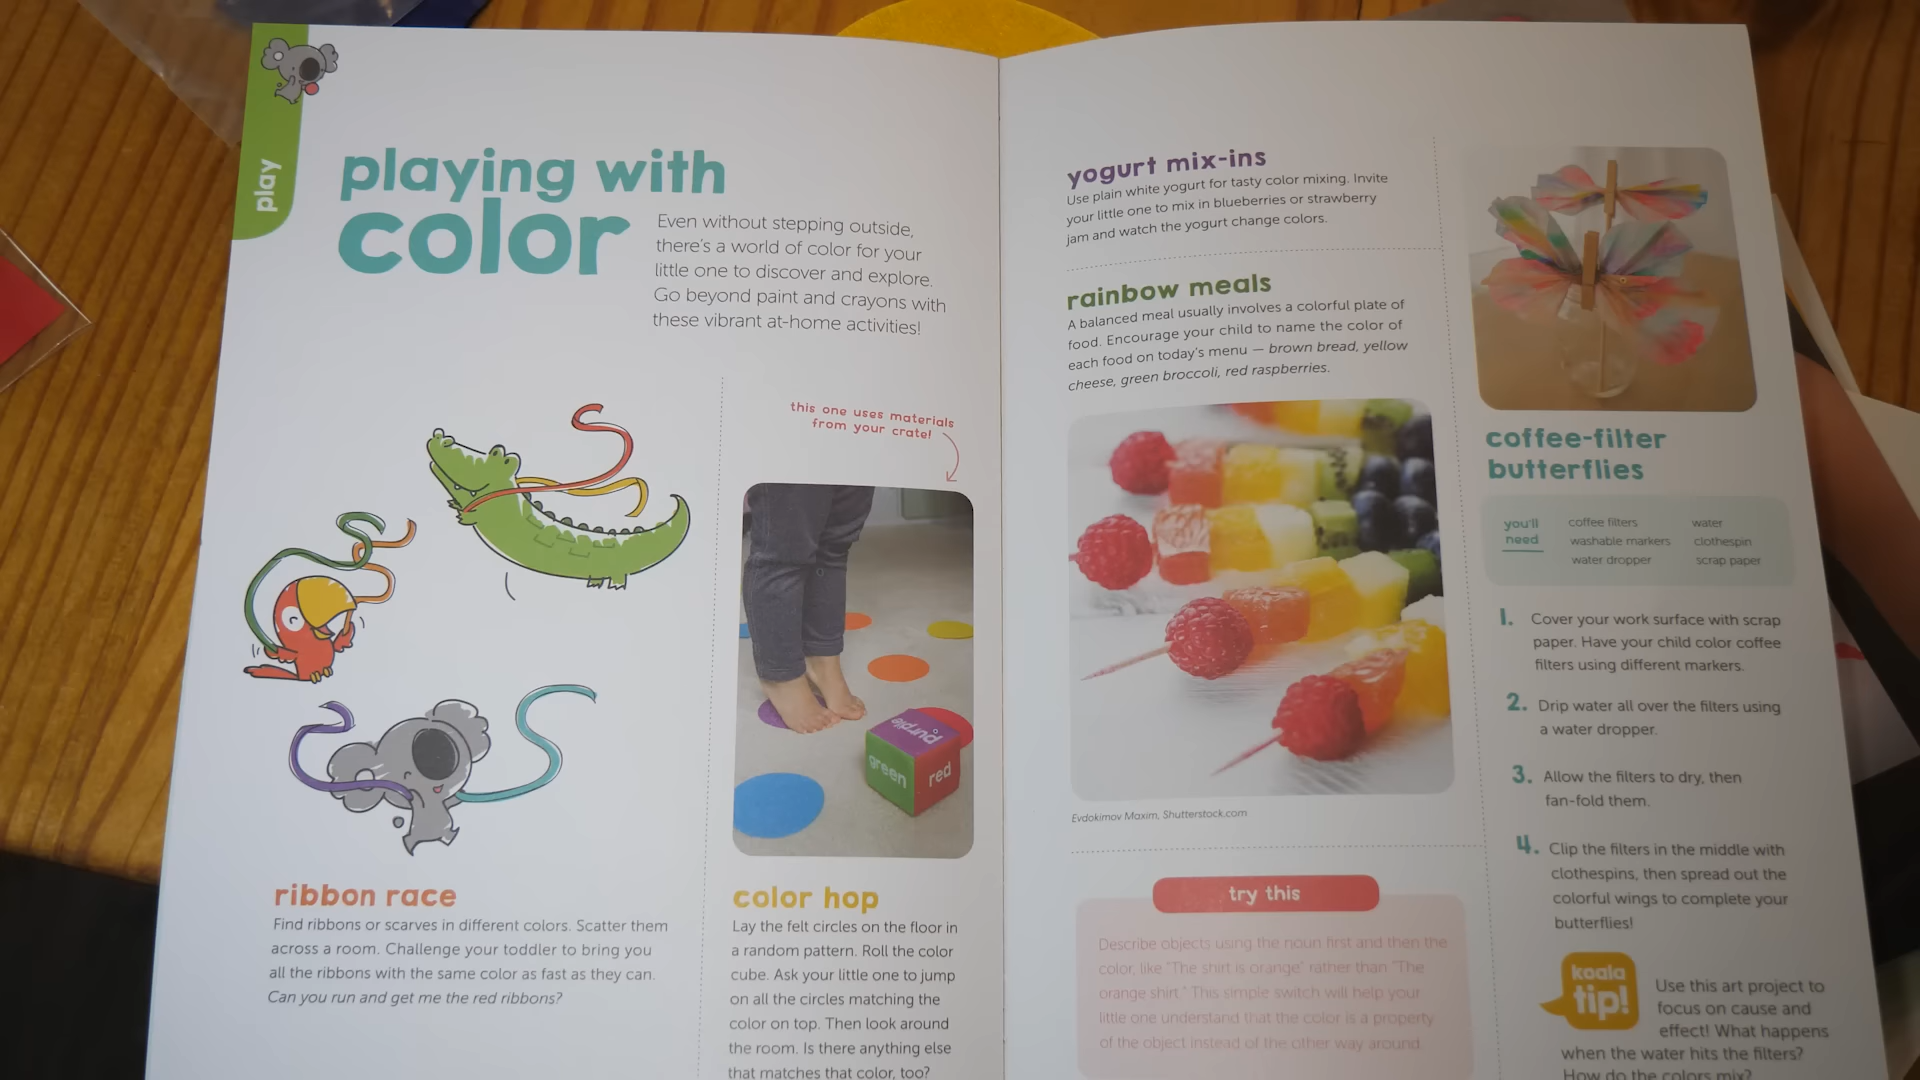 play
playing with
color
Even without stepping outside,
there's a world of color for your
little one to discover and explore.
Go beyond paint and crayons with
these vibrant at-home activities!
ribbon race
Find ribbons or scarves in different colors. Scatter them
across a room. Challenge your toddler to bring you
all the ribbons with the same color as fast as they can.
Can you run and get me the red ribbons?
this one uses materials
from your crate!
purple
green
red
color hop
Lay the felt circles on the floor in
a random pattern. Roll the color
cube. Ask your little one to jump
on all the circles matching the
color on top. Then look around
the room. Is there anything else
that matches that color, too?
yogurt mix-ins
Use plain white yogurt for tasty color mixing. Invite
your little one to mix in blueberries or strawberry
jam and watch the yogurt change colors.
rainbow meals
A balanced meal usually involves a colorful plate of
food. Encourage your child to name the color of
each food on today's menu — brown bread, yellow
cheese, green broccoli, red raspberries.
Evdokimov Maxim, Shutterstock.com
try this
Describe objects using the noun first and then the
color, like "The shirt is orange" rather than "The
orange shirt." This simple switch will help your
little one understand that the color is a property
of the object instead of the other way around.
coffee-filter
butterflies
you'll
need
coffee filters
washable markers
water dropper
water
clothespin
scrap paper
1. Cover your work surface with scrap
paper. Have your child color coffee
filters using different markers.
2. Drip water all over the filters using
a water dropper.
3. Allow the filters to dry, then
fan-fold them.
4. Clip the filters in the middle with
clothespins, then spread out the
colorful wings to complete your
butterflies!
koala
tip!
Use this art project to
focus on cause and
effect! What happens
when the water hits the filters?
How do the colors mix?